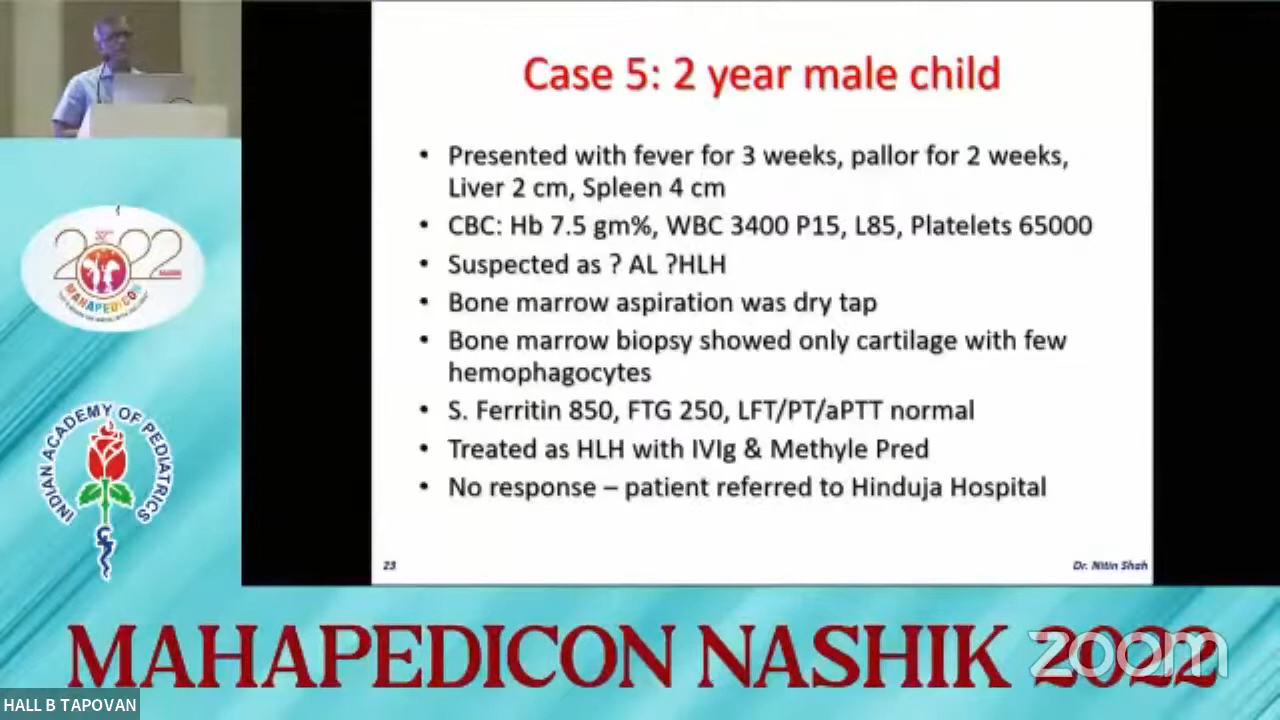 Case 5: 2 year male child
• Presented with fever for 3 weeks, pallor for 2 weeks,
Liver 2 cm, Spleen 4 cm
• CBC: Hb 7.5 gm%, WBC 3400 P15, L85, Platelets 65000
• Suspected as ? AL ?HLH
• Bone marrow aspiration was dry tap
• Bone marrow biopsy showed only cartilage with few
hemophagocytes
• S. Ferritin 850, FTG 250, LFT/PT/aPTT normal
• Treated as HLH with IVIg & Methyle Pred
• No response – patient referred to Hinduja Hospital
23
Dr. Nitin Shah
2022
MAHAPEDICON
INDIAN ACADEMY OF PEDIATRICS
MAHAPEDICON NASHIK 2022
zoom
HALL B TAPOVAN